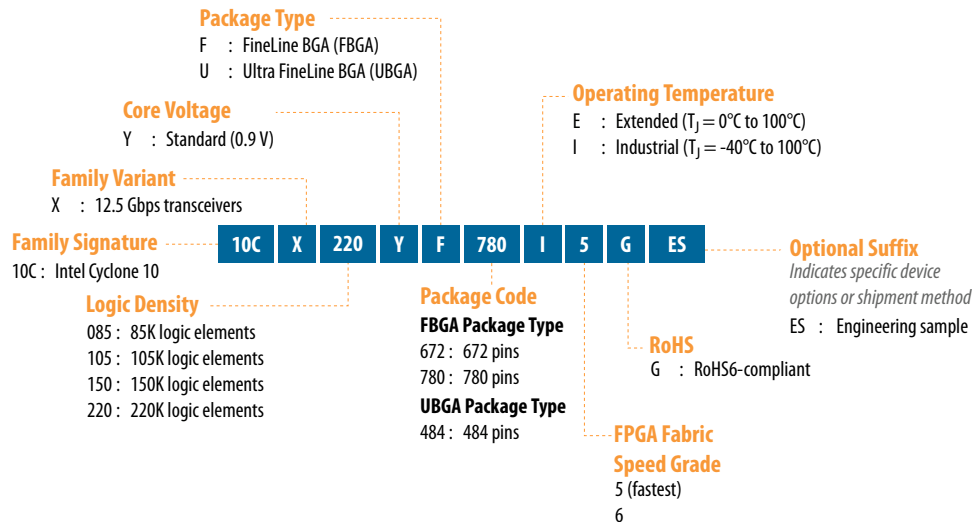 Package Type
F : FineLine BGA (FBGA)
U : Ultra FineLine BGA (UBGA)
Core Voltage
Y : Standard (0.9 V)
Operating Temperature
E : Extended (TJ = 0°C to 100°C)
I : Industrial (TJ = -40°C to 100°C)
Family Variant
X : 12.5 Gbps transceivers
Family Signature
10C : Intel Cyclone 10
10C X 220 Y F 780 I 5 G ES
Optional Suffix
Indicates specific device
options or shipment method
ES : Engineering sample
Logic Density
085 : 85K logic elements
105 : 105K logic elements
150 : 150K logic elements
220 : 220K logic elements
Package Code
FBGA Package Type
672 : 672 pins
780 : 780 pins
UBGA Package Type
484 : 484 pins
RoHS
G : RoHS6-compliant
FPGA Fabric
Speed Grade
5 (fastest)
6